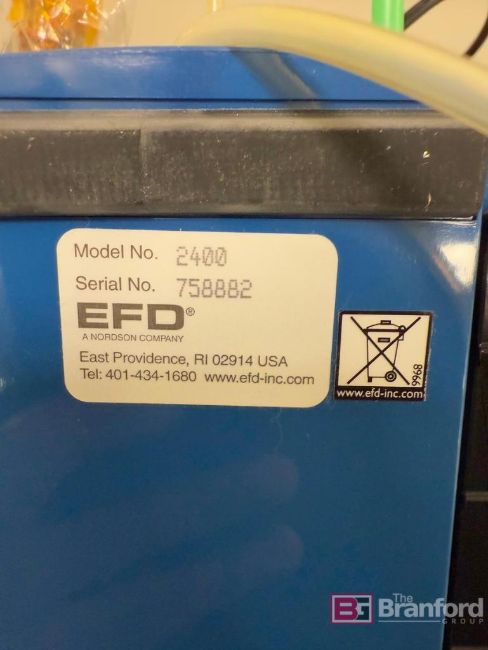 Model No. 2400
Serial No. 758882
EFD®
A NORDSON COMPANY
East Providence, RI 02914 USA
Tel: 401-434-1680 www.efd-inc.com
9968
www.efd-inc.com
BG The Branford GROUP